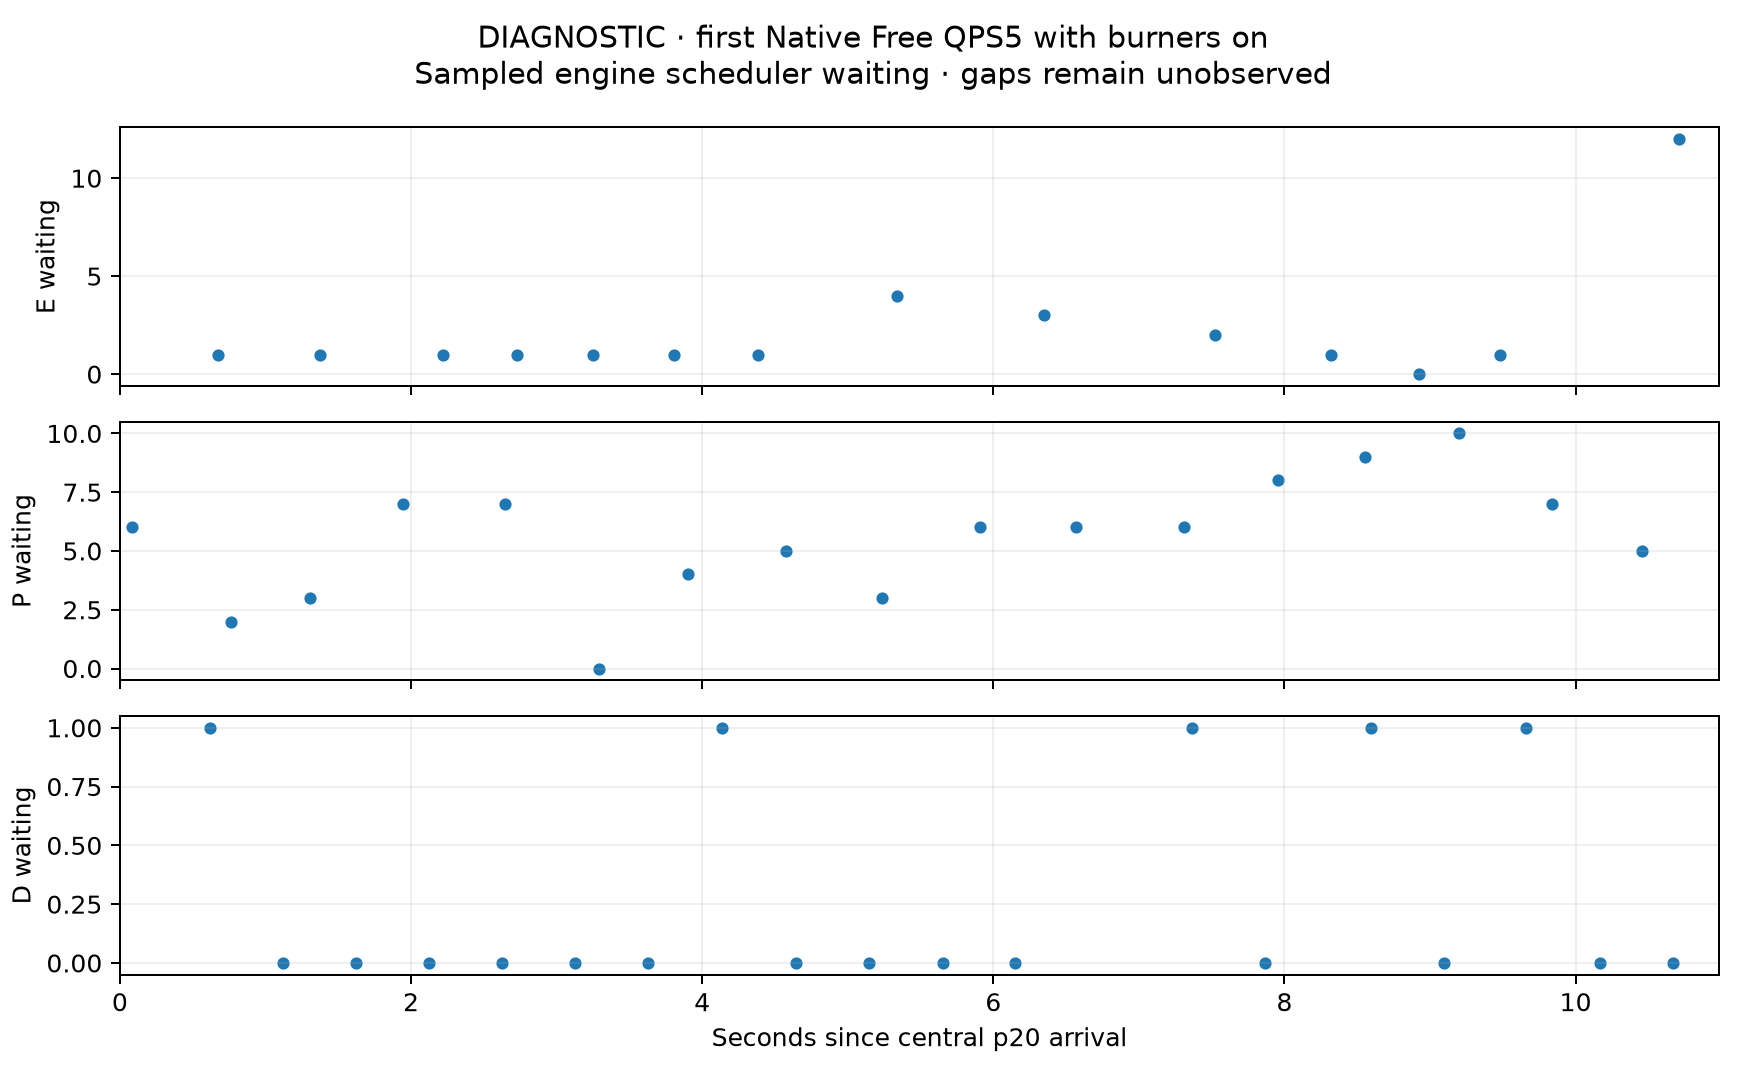 DIAGNOSTIC · first Native Free QPS5 with burners on
Sampled engine scheduler waiting · gaps remain unobserved
E waiting
10
5
0
P waiting
10.0
7.5
5.0
2.5
0.0
D waiting
1.00
0.75
0.50
0.25
0.00
0 2 4 6 8 10
Seconds since central p20 arrival